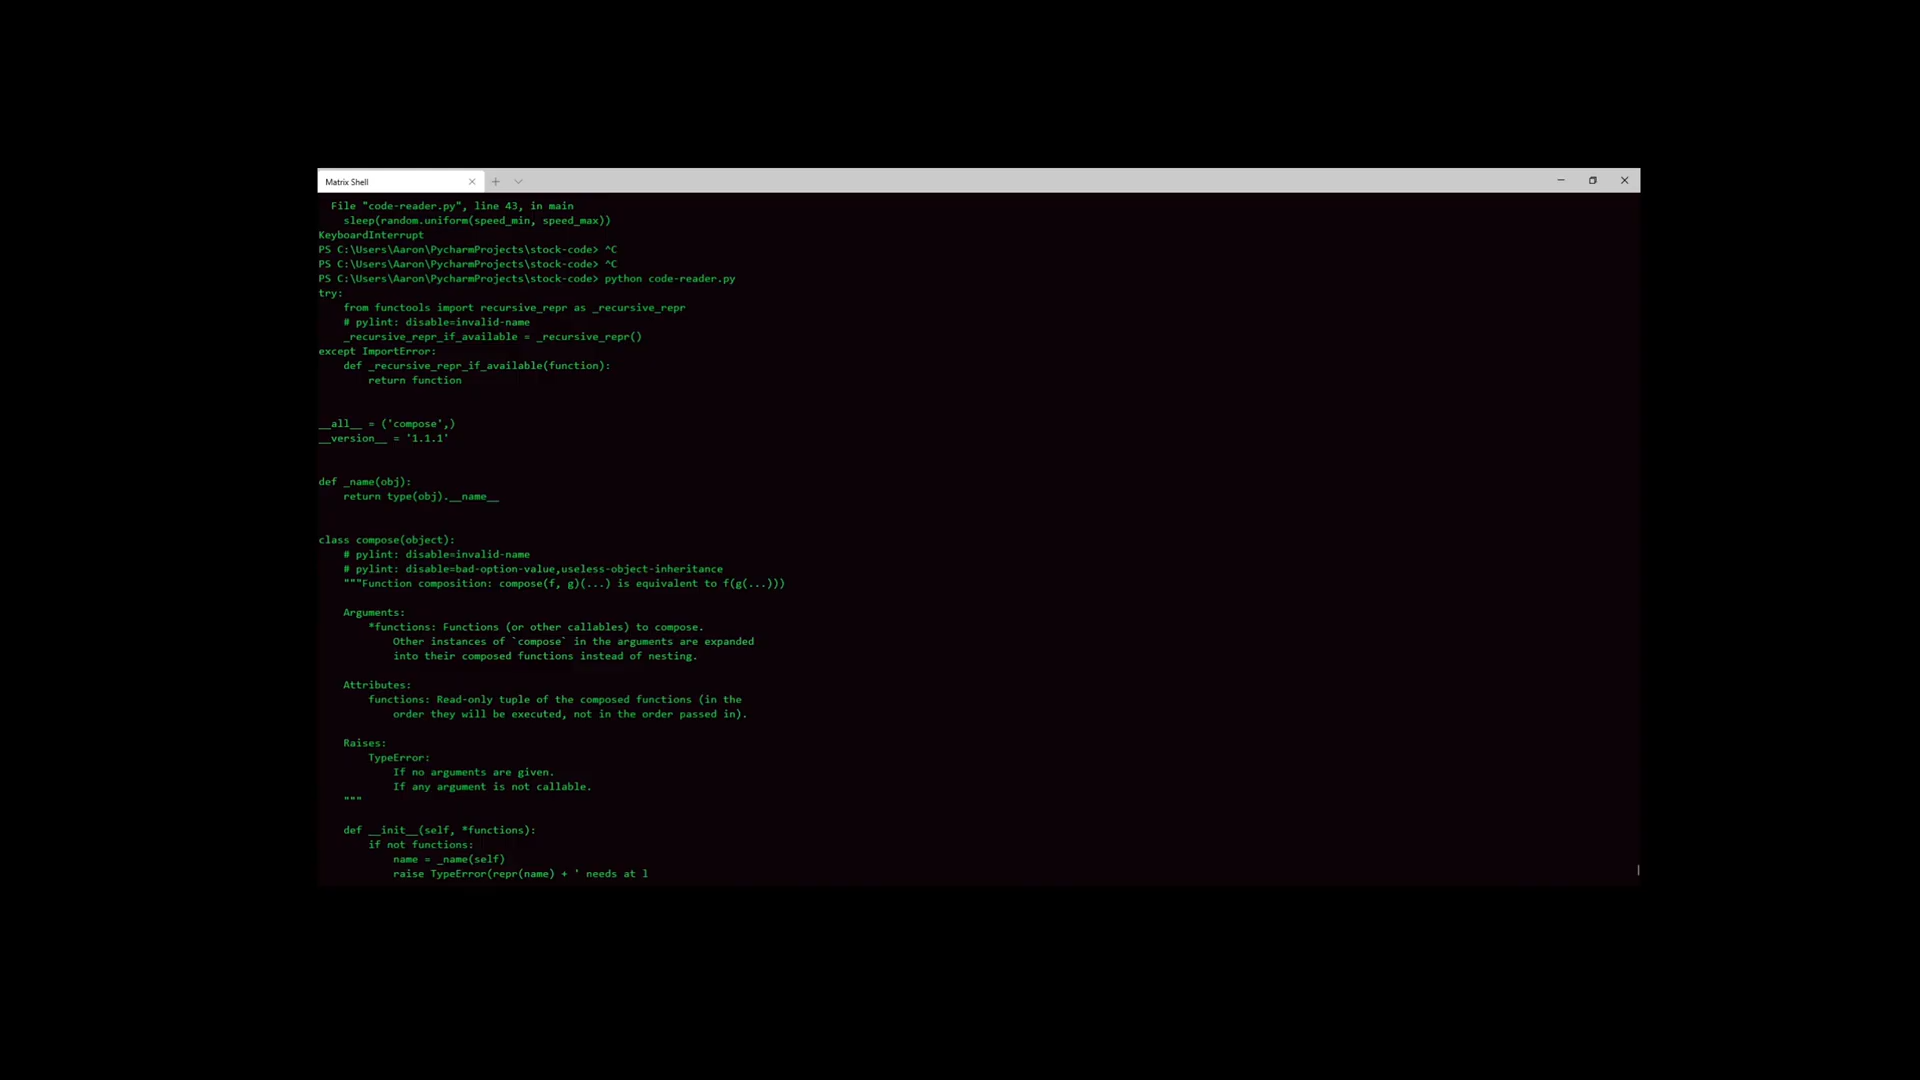 Matrix Shell
  File "code-reader.py", line 43, in main
    sleep(random.uniform(speed_min, speed_max))
KeyboardInterrupt
PS C:\Users\Aaron\PycharmProjects\stock-code> ^C
PS C:\Users\Aaron\PycharmProjects\stock-code> ^C
PS C:\Users\Aaron\PycharmProjects\stock-code> python code-reader.py
try:
    from functools import recursive_repr as _recursive_repr
    # pylint: disable=invalid-name
    _recursive_repr_if_available = _recursive_repr()
except ImportError:
    def _recursive_repr_if_available(function):
        return function
__all__ = ('compose',)
__version__ = '1.1.1'
def _name(obj):
    return type(obj).__name__
class compose(object):
    # pylint: disable=invalid-name
    # pylint: disable=bad-option-value,useless-object-inheritance
    """Function composition: compose(f, g)(...) is equivalent to f(g(...)))
    Arguments:
        *functions: Functions (or other callables) to compose.
            Other instances of `compose` in the arguments are expanded
            into their composed functions instead of nesting.
    Attributes:
        functions: Read-only tuple of the composed functions (in the
            order they will be executed, not in the order passed in).
    Raises:
        TypeError:
            If no arguments are given.
            If any argument is not callable.
    """
    def __init__(self, *functions):
        if not functions:
            name = _name(self)
            raise TypeError(repr(name) + ' needs at l